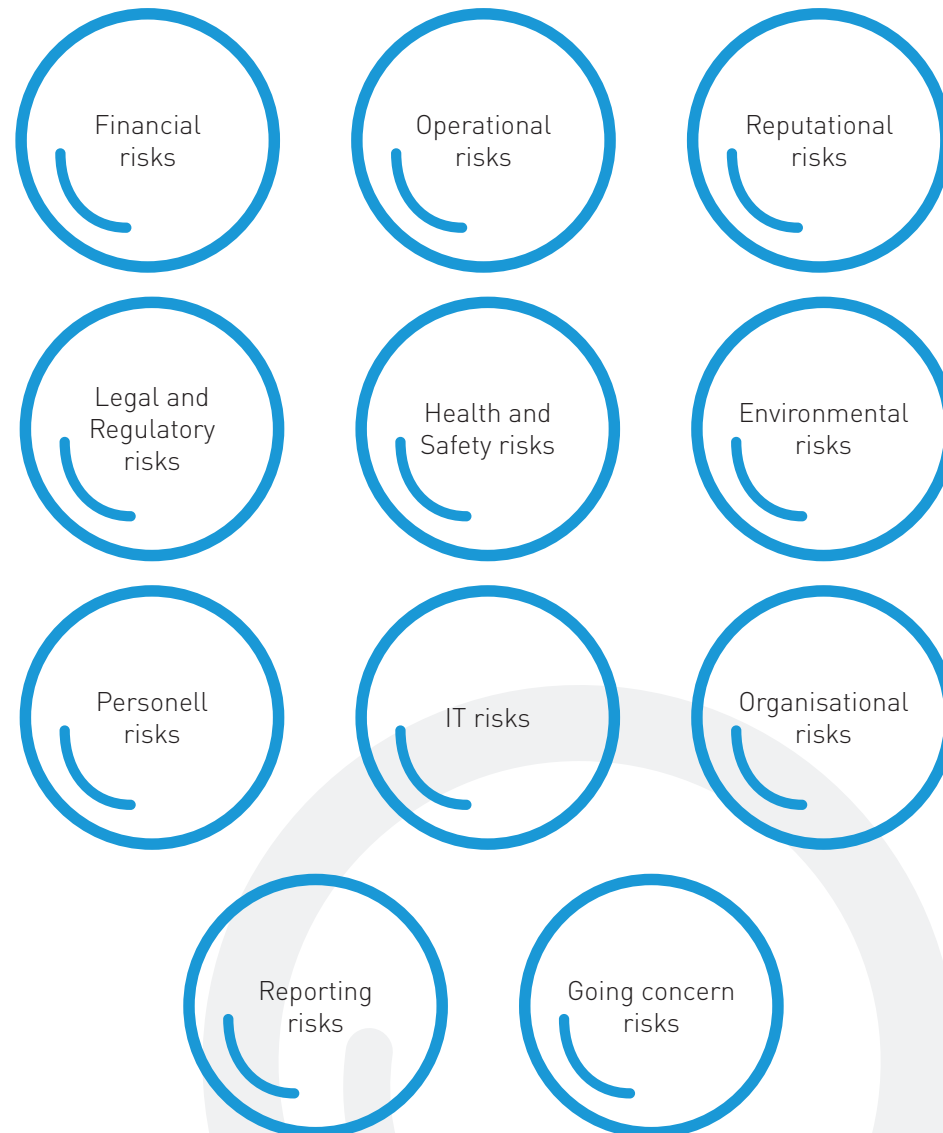 Financial
risks
Operational
risks
Reputational
risks
Legal and
Regulatory
risks
Health and
Safety risks
Environmental
risks
Personell
risks
IT risks
Organisational
risks
Reporting
risks
Going concern
risks